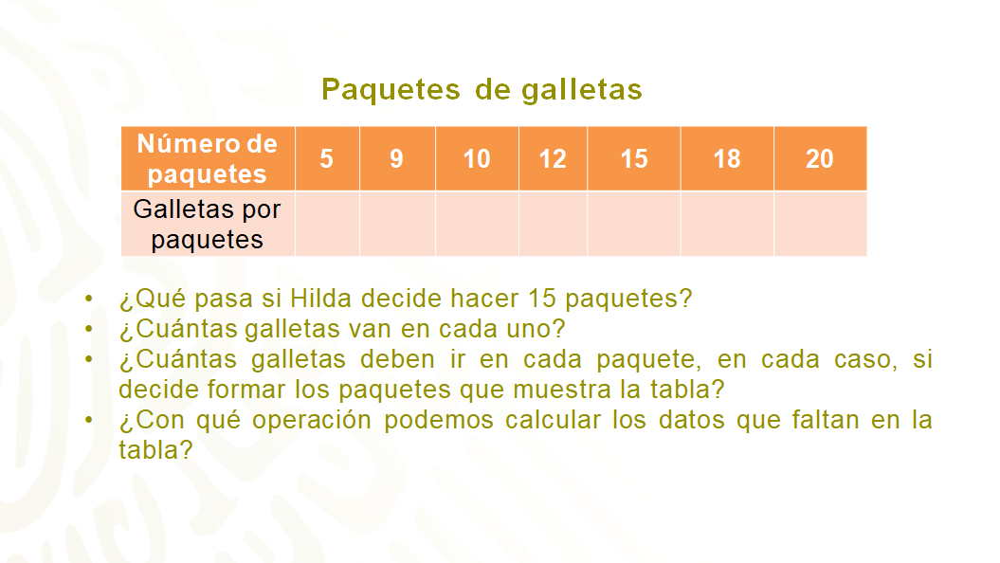 Paquetes de galletas
Número de
paquetes
5
9
10
12
15
18
20
Galletas por
paquetes
• ¿Qué pasa si Hilda decide hacer 15 paquetes?
• ¿Cuántas galletas van en cada uno?
• ¿Cuántas galletas deben ir en cada paquete, en cada caso, si
decide formar los paquetes que muestra la tabla?
• ¿Con qué operación podemos calcular los datos que faltan en la
tabla?